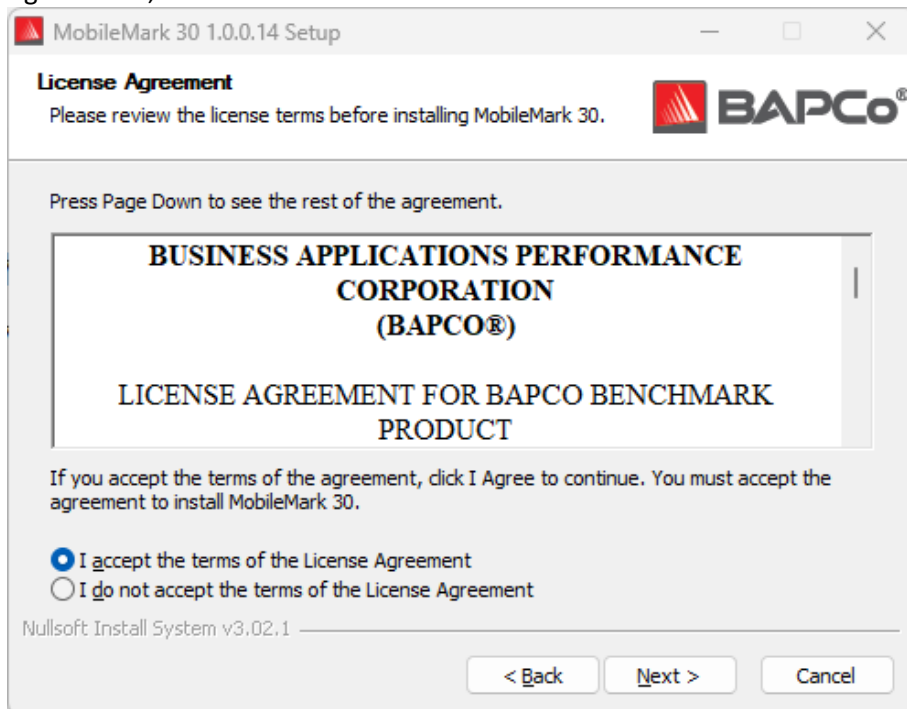 MobileMark 30 1.0.0.14 Setup
License Agreement
Please review the license terms before installing MobileMark 30.
BAPCo®
Press Page Down to see the rest of the agreement.
BUSINESS APPLICATIONS PERFORMANCE
CORPORATION
(BAPCO®)
LICENSE AGREEMENT FOR BAPCO BENCHMARK
PRODUCT
If you accept the terms of the agreement, click I Agree to continue. You must accept the
agreement to install MobileMark 30.
I accept the terms of the License Agreement
I do not accept the terms of the License Agreement
Nullsoft Install System v3.02.1
< Back
Next >
Cancel